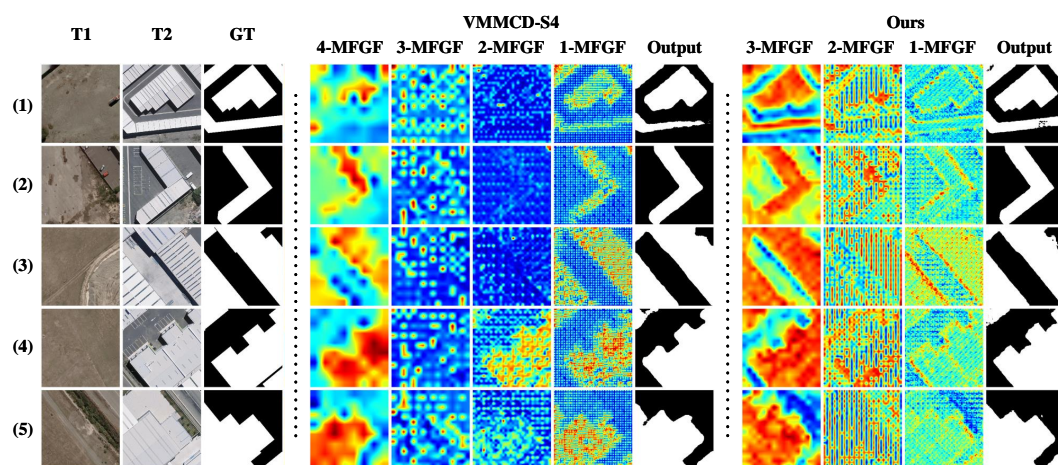 VMMCD-S4
Ours
T1 T2 GT 4-MFGF 3-MFGF 2-MFGF 1-MFGF Output 3-MFGF 2-MFGF 1-MFGF Output
(1)
(2)
(3)
(4)
(5)